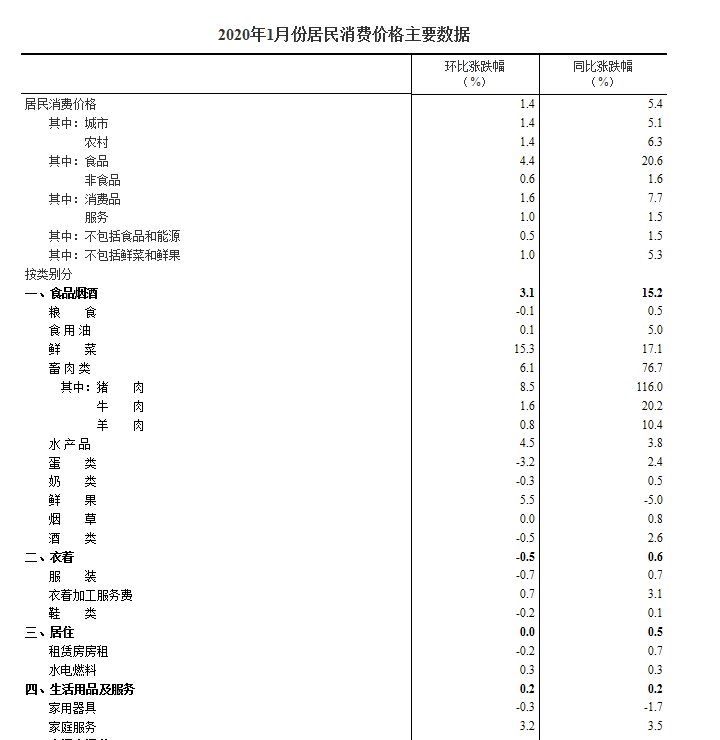 2020年1月份居民消费价格主要数据
环比涨跌幅 同比涨跌幅
（%） （%）
居民消费价格 1.4 5.4
其中：城市 1.4 5.1
农村 1.4 6.3
其中：食品 4.4 20.6
非食品 0.6 1.6
其中：消费品 1.6 7.7
服务 1.0 1.5
其中：不包括食品和能源 0.5 1.5
其中：不包括鲜菜和鲜果 1.0 5.3
按类别分
一、食品烟酒 3.1 15.2
粮 食 -0.1 0.5
食用油 0.1 5.0
鲜 菜 15.3 17.1
畜肉类 6.1 76.7
其中：猪 肉 8.5 116.0
牛 肉 1.6 20.2
羊 肉 0.8 10.4
水产品 4.5 3.8
蛋 类 -3.2 2.4
奶 类 -0.3 0.5
鲜 果 5.5 -5.0
烟 草 0.0 0.8
酒 类 -0.5 2.6
二、衣着 -0.5 0.6
服 装 -0.7 0.7
衣着加工服务费 0.7 3.1
鞋 类 -0.2 0.1
三、居住 0.0 0.5
租赁房房租 -0.2 0.7
水电燃料 0.3 0.3
四、生活用品及服务 0.2 0.2
家用器具 -0.3 -1.7
家庭服务 3.2 3.5